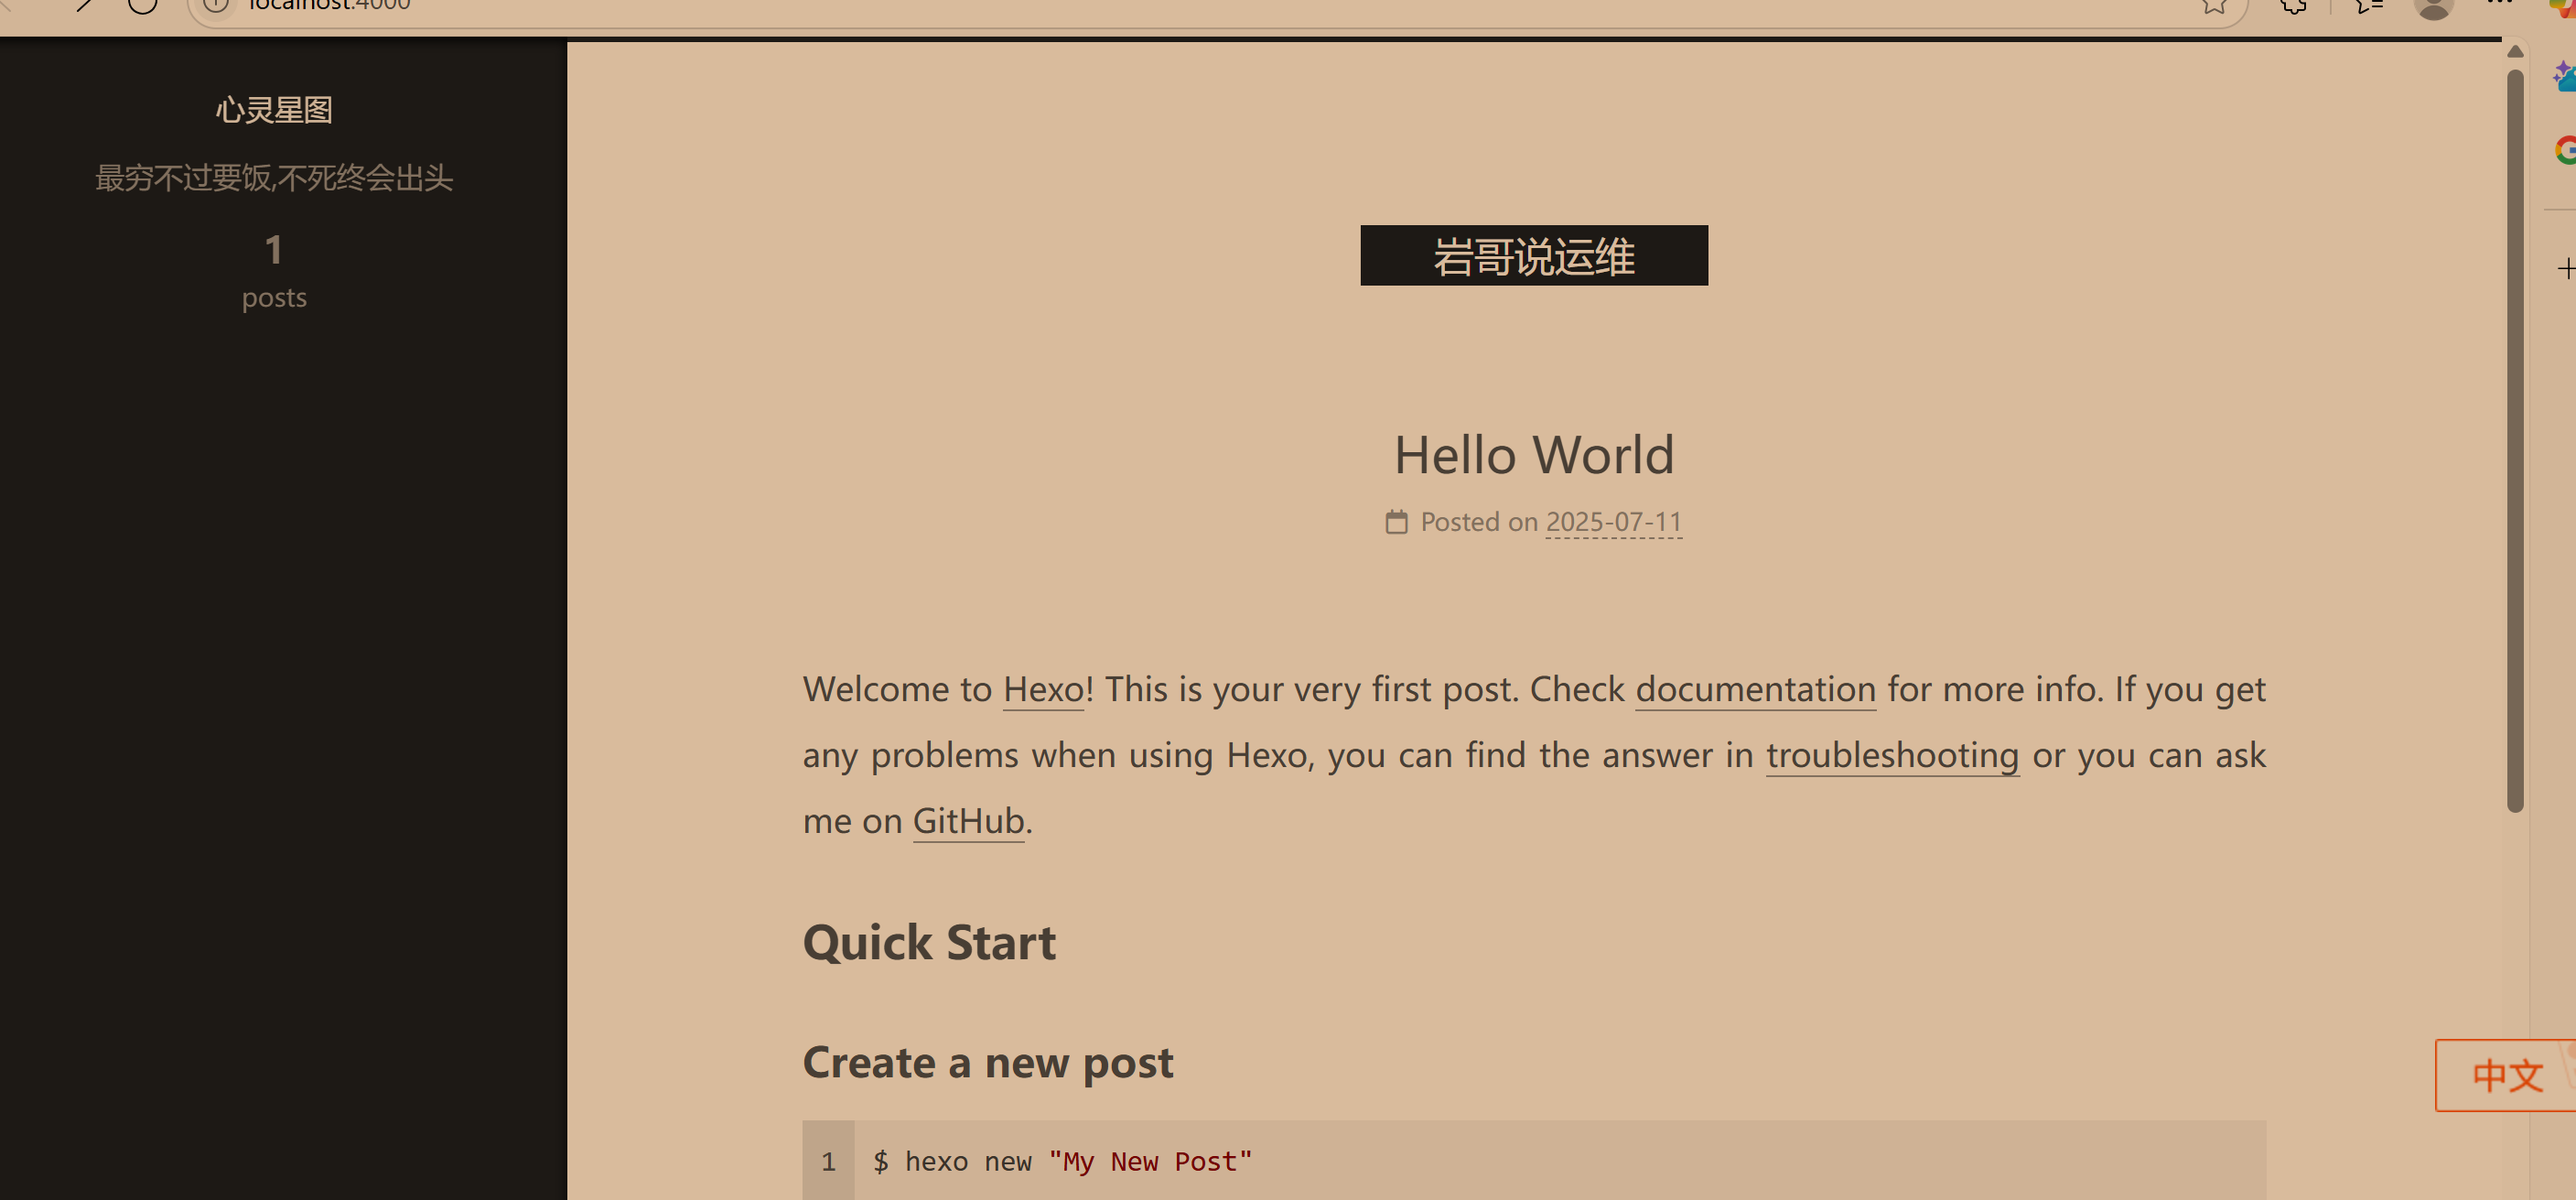 localhost:4000
心灵星图
最穷不过要饭,不死终会出头
1
posts
岩哥说运维
Hello World
Posted on 2025-07-11
Welcome to Hexo! This is your very first post. Check documentation for more info. If you get
any problems when using Hexo, you can find the answer in troubleshooting or you can ask
me on GitHub.
Quick Start
Create a new post
1 $ hexo new "My New Post"
中文